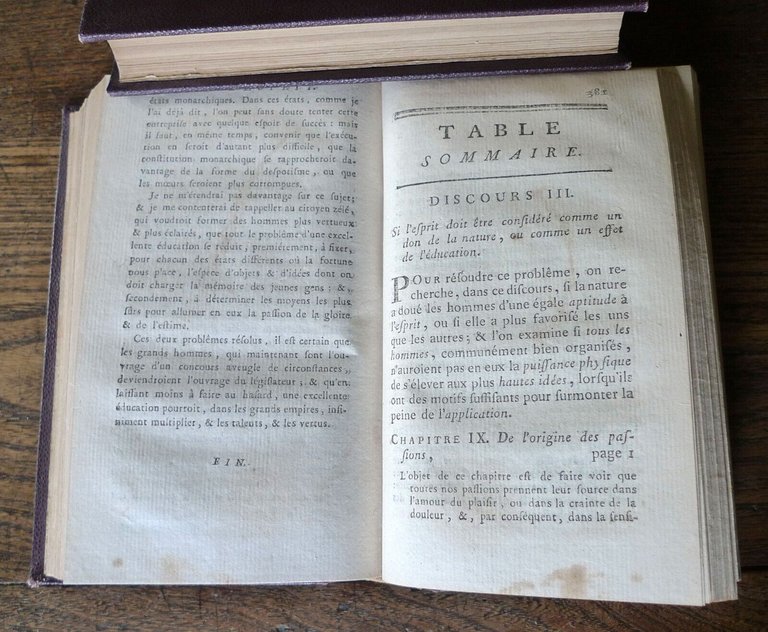 états monarchiques. Dans ces états, comme je
l'ai déjà dit, l'on peut sans doute tenter cette
entreprise avec quelque espoir de succès : mais
il faut, en même temps, convenir que l'exécu-
tion en seroit d'autant plus difficile, que la
constitution monarchique se rapprocheroit da-
vantage de la forme du despotisme, ou que
les mœurs seroient plus corrompues.
Je ne m'étendrai pas davantage sur ce sujet;
& je me contenterai de rappeller au citoyen zélé,
qui voudroit former des hommes plus vertueux
& plus éclairés, que tout le problême d'une excel-
lente éducation se réduit, premiérement, à fixer,
pour chacun des états différents où la fortune
nous place, l'espèce d'objets & d'idées dont on
doit charger la mémoire des jeunes gens : &,
secondement, à déterminer les moyens les plus
sûrs pour allumer en eux la passion de la gloire
& de l'estime.
Ces deux problêmes résolus, il est certain que
les grands hommes, qui maintenant sont l'ou-
vrage d'un concours aveugle de circonstances,
deviendroient l'ouvrage du législateur ; & qu'en
laissant moins à faire au hasard, une excellente
éducation pourroit, dans les grands empires, infi-
niment multiplier, & les talents, & les vertus.
FIN.
381
TABLE
SOMMAIRE.
DISCOURS III.
Si l'esprit doit être considéré comme un
don de la nature, ou comme un effet
de l'éducation.
POUR résoudre ce problême, on re-
cherche, dans ce discours, si la nature
a doué les hommes d'une égale aptitude à
l'esprit, ou si elle a plus favorisé les uns
que les autres; & l'on examine si tous les
hommes, communément bien organisés,
n'auroient pas en eux la puissance physique
de s'élever aux plus hautes idées, lorsqu'ils
ont des motifs suffisants pour surmonter la
peine de l'application.
CHAPITRE IX. De l'origine des pas-
sions, page 1
L'objet de ce chapitre est de faire voir que
toutes nos passions prennent leur source dans
l'amour du plaisir, ou dans la crainte de la
douleur, &, par conséquent, dans la sensi-